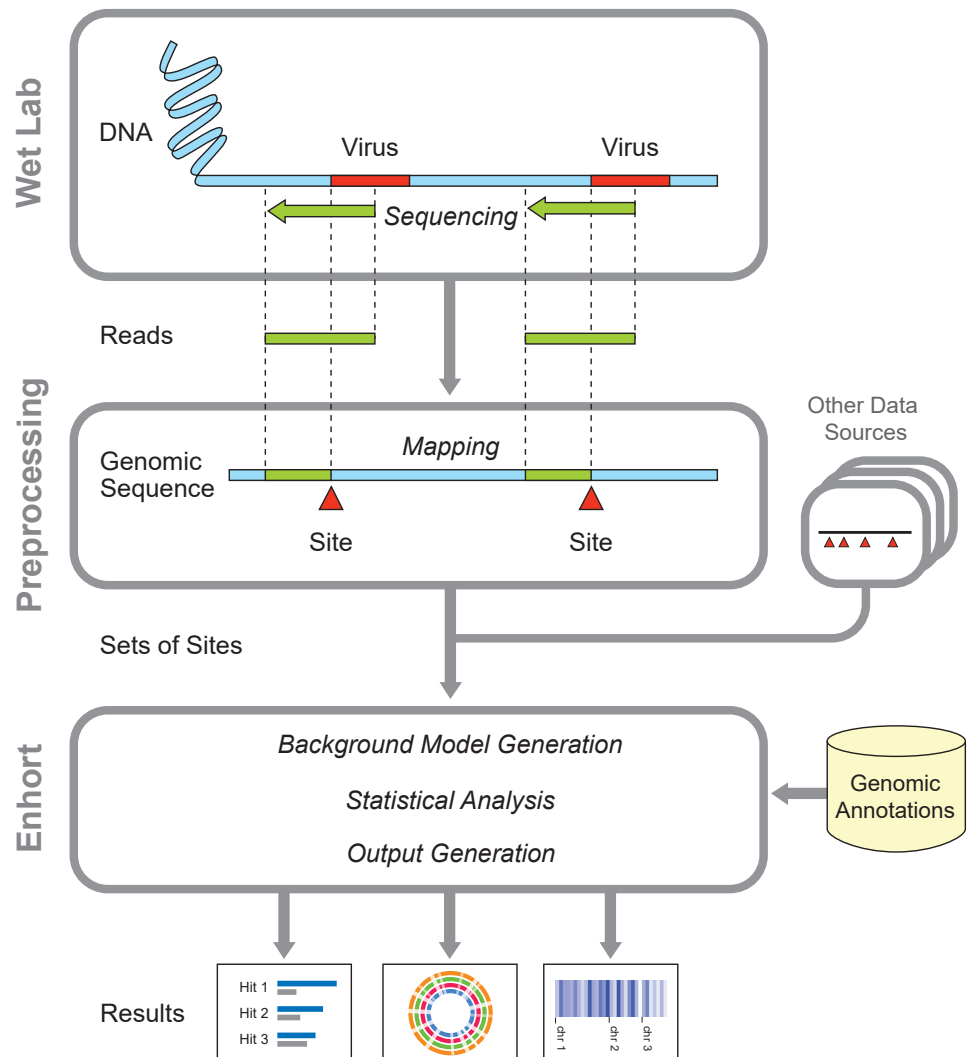 Wet Lab
DNA
Virus
Virus
Sequencing
Reads
Preprocessing
Other Data
Sources
Mapping
Genomic
Sequence
Site
Site
Sets of Sites
Enhort
Background Model Generation
Statistical Analysis
Output Generation
Genomic
Annotations
Results
Hit 1
Hit 2
Hit 3
chr 1
chr 2
chr 3